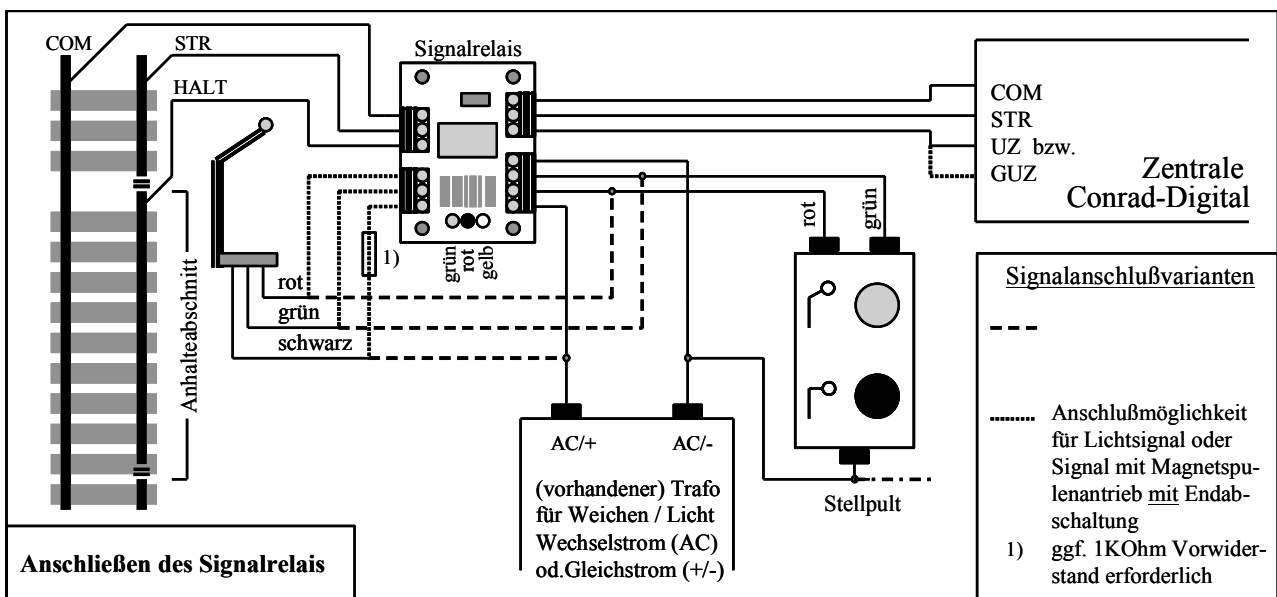 COM
STR
HALT
Signalrelais
COM
STR
UZ bzw.
GUZ
Zentrale
Conrad-Digital
rot
grün
grün
rot
gelb
1)
rot
grün
schwarz
Anhalteabschnitt
AC/+
AC/-
(vorhandener) Trafo
für Weichen / Licht
Wechselstrom (AC)
od.Gleichstrom (+/-)
Stellpult
Signalanschlußvarianten
Anschlußmöglichkeit
für Lichtsignal oder
Signal mit Magnetspu-
lenantrieb mit Endab-
schaltung
1) ggf. 1KOhm Vorwider-
stand erforderlich
Anschließen des Signalrelais